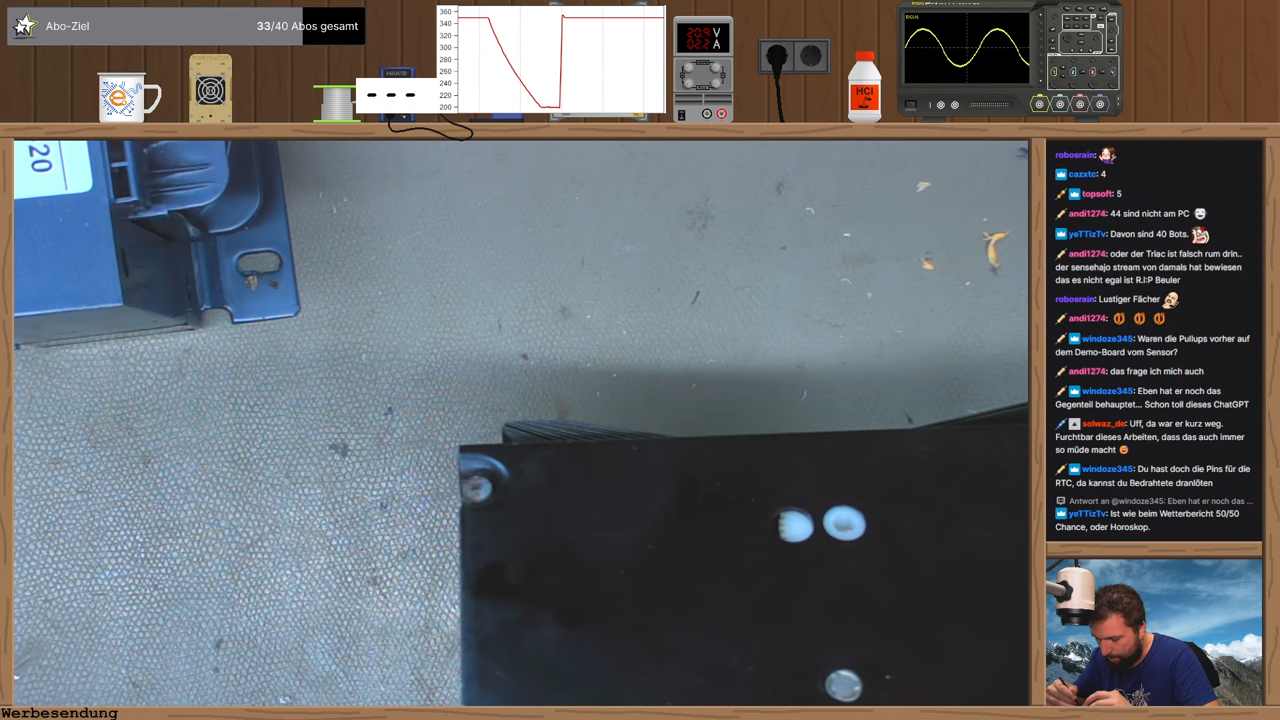 Abo-Ziel
33/40 Abos gesamt
360
340
320
300
280
260
240
220
200
HAKKO
- - -
20.9 V
02.2 A
HCl
e
20
robosrain:
cazxtc: 4
topsoft: 5
andi1274: 44 sind nicht am PC
yeTTizTv: Davon sind 40 Bots.
andi1274: oder der Triac ist falsch rum drin..
der sensehajo stream von damals hat bewiesen
das es nicht egal ist R.I:P Beuler
robosrain: Lustiger Fächer
andi1274:
windoze345: Waren die Pullups vorher auf
dem Demo-Board vom Sensor?
andi1274: das frage ich mich auch
windoze345: Eben hat er noch das
Gegenteil behauptet... Schon toll dieses ChatGPT
solwaz_de: Uff, da war er kurz weg.
Furchtbar dieses Arbeiten, dass das auch immer
so müde macht
windoze345: Du hast doch die Pins für die
RTC, da kannst du Bedrahtete dranlöten
Antwort an @windoze345: Eben hat er noch das ...
yeTTizTv: Ist wie beim Wetterbericht 50/50
Chance, oder Horoskop.
Werbesendung